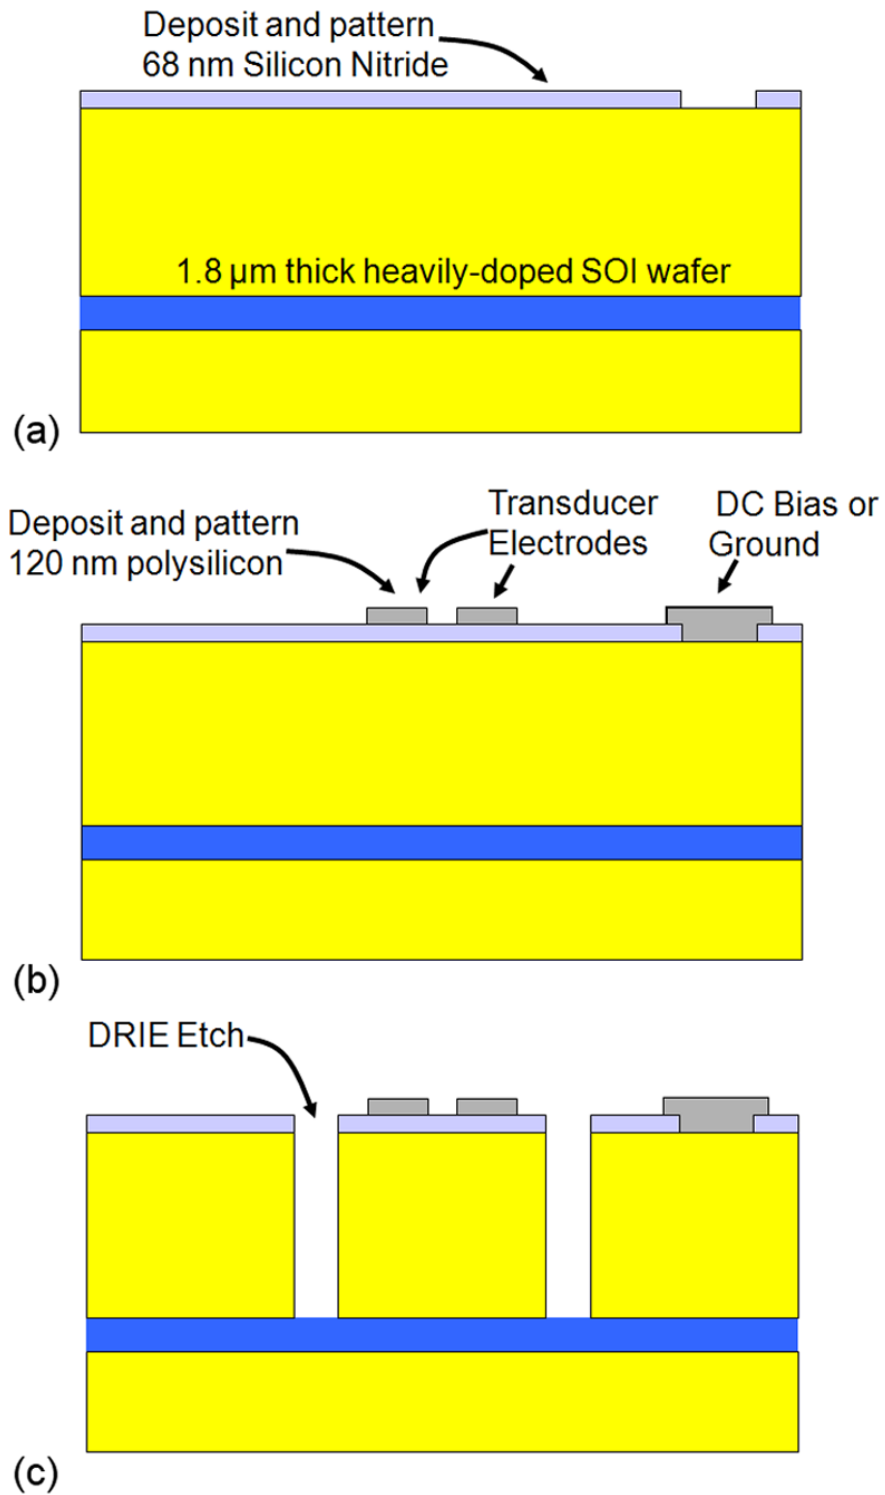 Deposit and pattern
68 nm Silicon Nitride
1.8 µm thick heavily-doped SOI wafer
(a)
Deposit and pattern
120 nm polysilicon
Transducer
Electrodes
DC Bias or
Ground
(b)
DRIE Etch
(c)